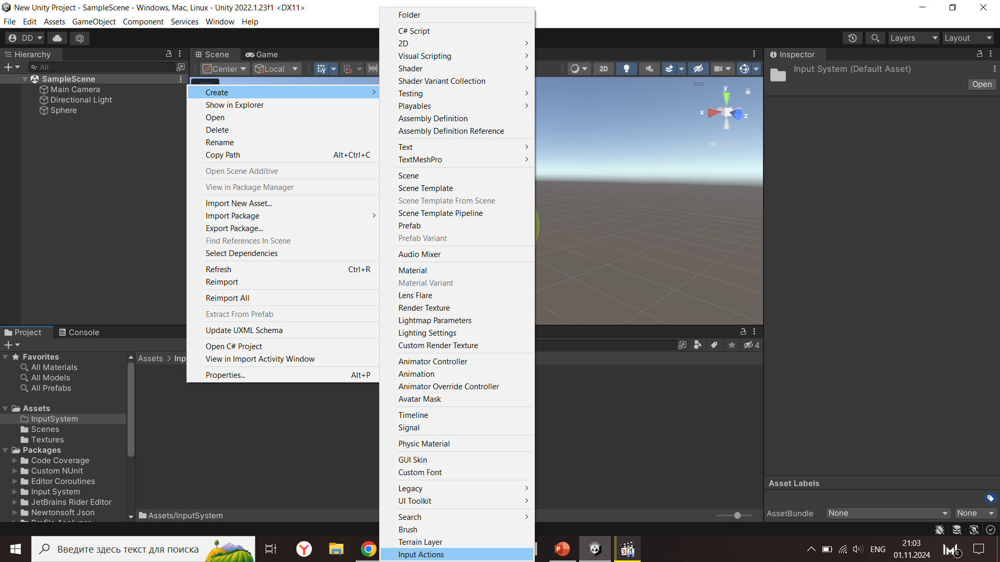 New Unity Project - SampleScene - Windows, Mac, Linux - Unity 2022.1.23f1 <DX11>
File Edit Assets GameObject Component Services Window Help
DD
Layers
Layout
Hierarchy
All
SampleScene
Main Camera
Directional Light
Sphere
Scene
Game
Center
Local
2D
y
x
z
Persp
Create
Show in Explorer
Open
Delete
Rename
Copy Path Alt+Ctrl+C
Open Scene Additive
View in Package Manager
Import New Asset...
Import Package
Export Package...
Find References In Scene
Select Dependencies
Refresh Ctrl+R
Reimport
Reimport All
Extract From Prefab
Update UXML Schema
Open C# Project
View in Import Activity Window
Properties... Alt+P
Folder
C# Script
2D
Visual Scripting
Shader
Shader Variant Collection
Testing
Playables
Assembly Definition
Assembly Definition Reference
Text
TextMeshPro
Scene
Scene Template
Scene Template From Scene
Scene Template Pipeline
Prefab
Prefab Variant
Audio Mixer
Material
Material Variant
Lens Flare
Render Texture
Lightmap Parameters
Lighting Settings
Custom Render Texture
Animator Controller
Animation
Animator Override Controller
Avatar Mask
Timeline
Signal
Physic Material
GUI Skin
Custom Font
Legacy
UI Toolkit
Search
Brush
Terrain Layer
Input Actions
Inspector
Input System (Default Asset)
Open
Asset Labels
AssetBundle None None
Project
Console
4
Favorites
All Materials
All Models
All Prefabs
Assets
InputSystem
Scenes
Textures
Packages
Code Coverage
Custom NUnit
Editor Coroutines
Input System
JetBrains Rider Editor
Newtonsoft Json
Profile Analyzer
Assets > Inp
Assets/InputSystem
Введите здесь текст для поиска
ENG
21:03
01.11.2024
2